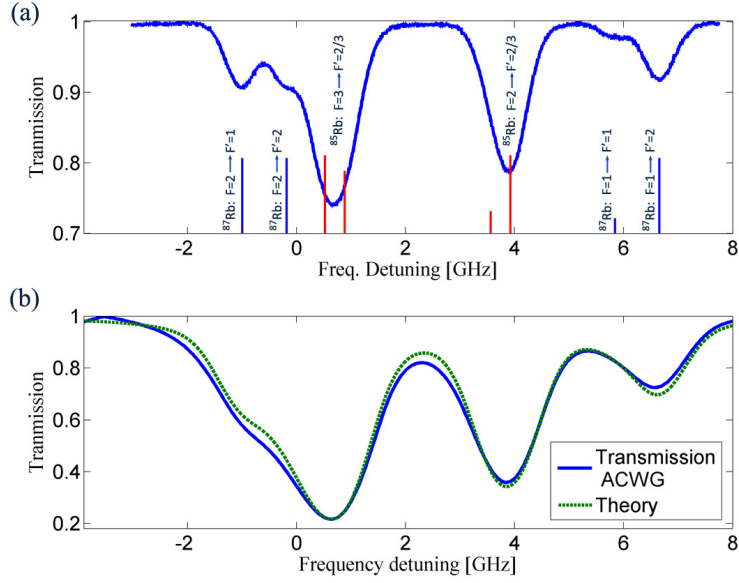 (a)
Tranmission
1
0.9
0.8
0.7
⁸⁷Rb: F=2 → F'=1
⁸⁷Rb: F=2 → F'=2
⁸⁵Rb: F=3 → F'=2/3
⁸⁵Rb: F=2 → F'=2/3
⁸⁷Rb: F=1 → F'=1
⁸⁷Rb: F=1 → F'=2
-2 0 2 4 6 8
Freq. Detuning [GHz]
(b)
Tranmission
1
0.8
0.6
0.4
0.2
Transmission
ACWG
Theory
-2 0 2 4 6 8
Frequency detuning [GHz]